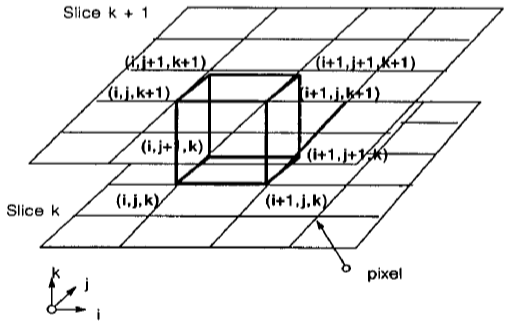 Slice k + 1
(i,j+1,k+1) (i+1,j+1,k+1)
(i,j,k+1) (i+1,j,k+1)
(i,j+1,k) (i+1,j+1,k)
Slice k (i,j,k) (i+1,j,k)
pixel
k
j
i